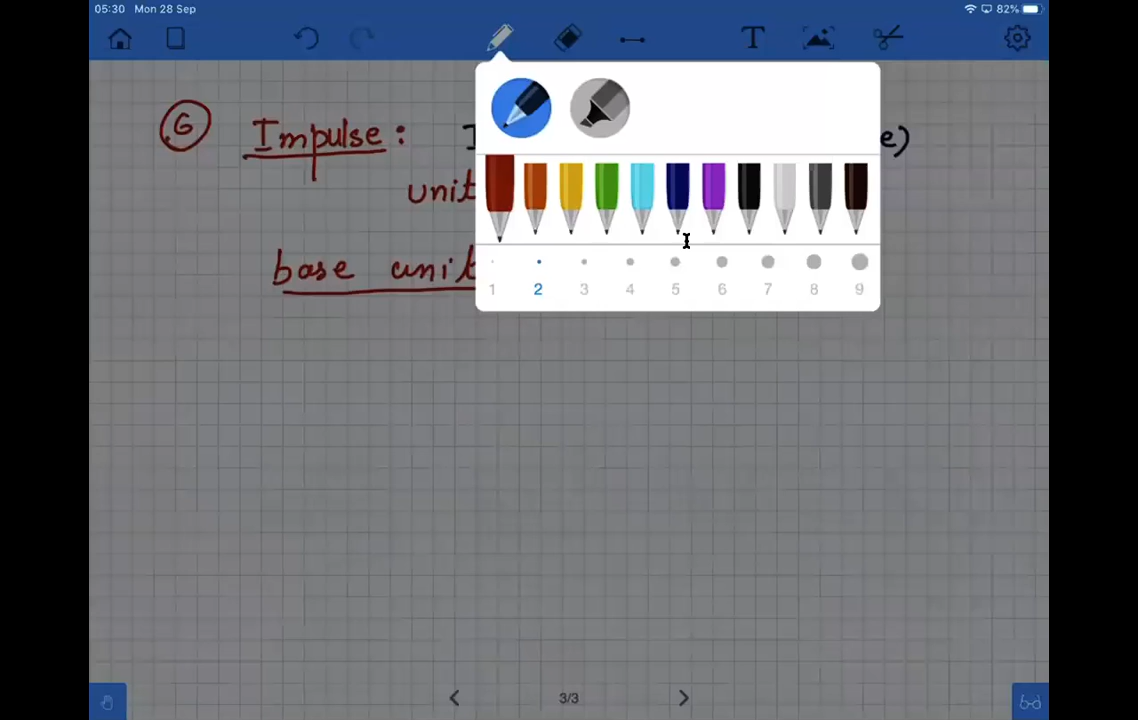 05:30 Mon 28 Sep 82%
T
6 Impulse: I e)
unit
base unit
1 2 3 4 5 6 7 8 9
3/3